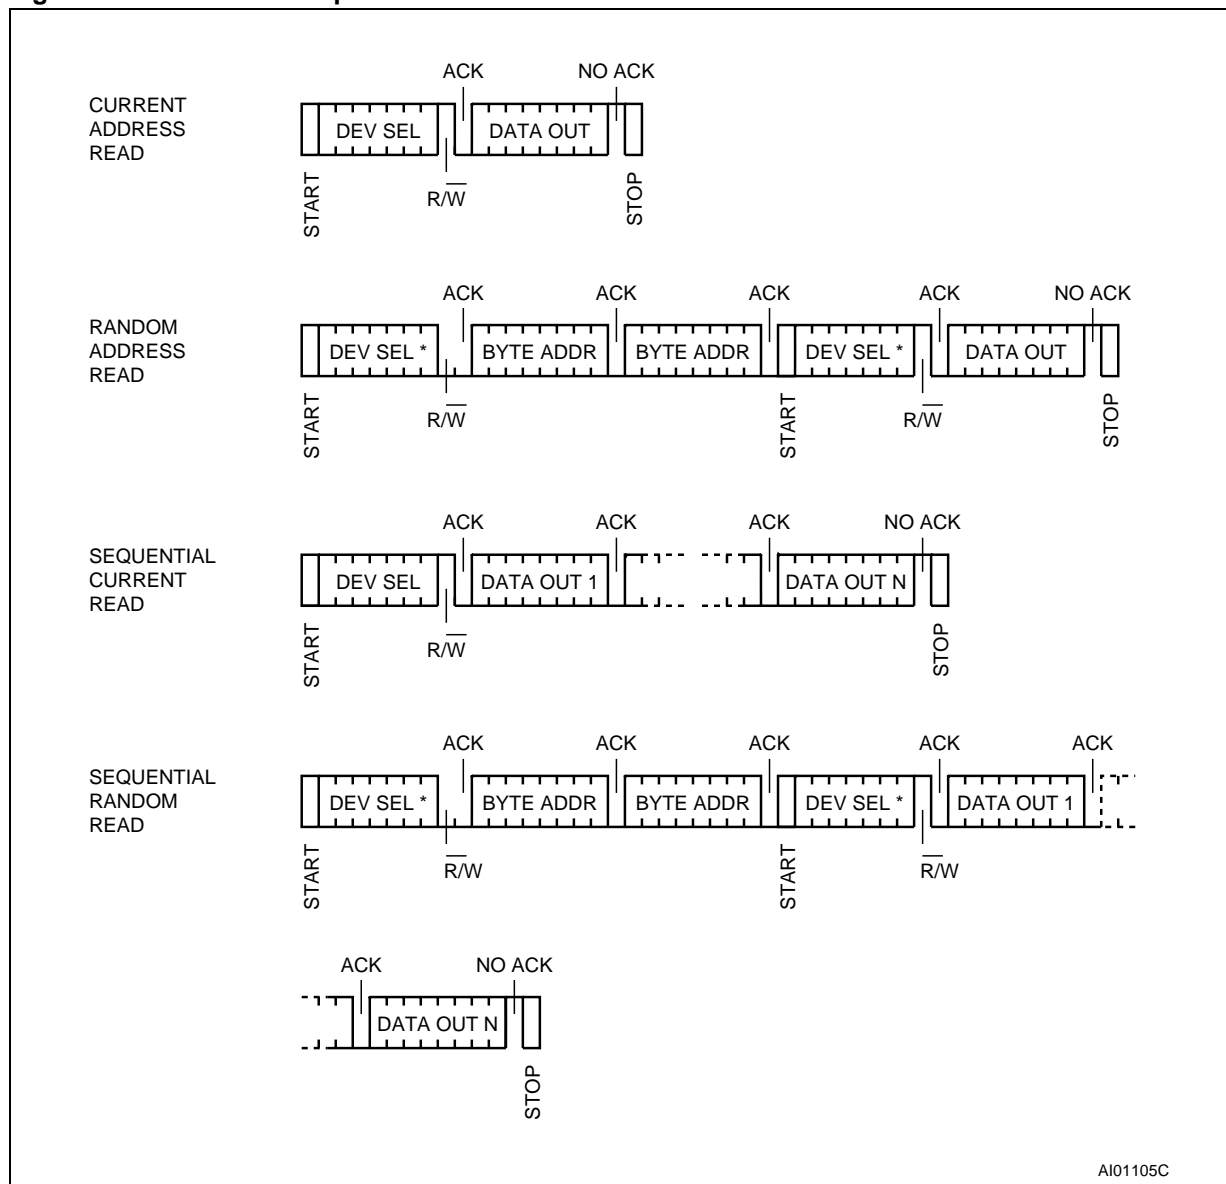 ACK NO ACK
CURRENT
ADDRESS
READ
DEV SEL DATA OUT
START R/W̅ STOP
ACK ACK ACK ACK NO ACK
RANDOM
ADDRESS
READ
DEV SEL * BYTE ADDR BYTE ADDR DEV SEL * DATA OUT
START R/W̅ START R/W̅ STOP
ACK ACK ACK NO ACK
SEQUENTIAL
CURRENT
READ
DEV SEL DATA OUT 1 DATA OUT N
START R/W̅ STOP
ACK ACK ACK ACK ACK
SEQUENTIAL
RANDOM
READ
DEV SEL * BYTE ADDR BYTE ADDR DEV SEL * DATA OUT 1
START R̅/W START R̅/W
ACK NO ACK
DATA OUT N
STOP
AI01105C